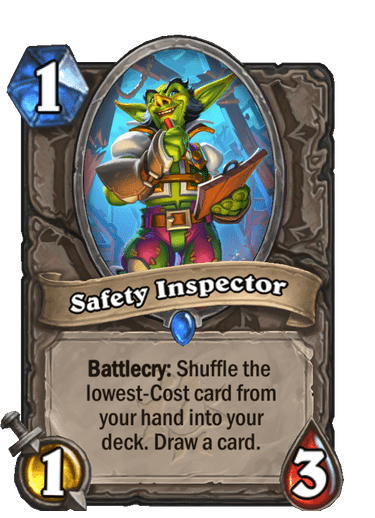 1
Safety Inspector
Battlecry: Shuffle the
lowest-Cost card from
your hand into your
deck. Draw a card.
1
3